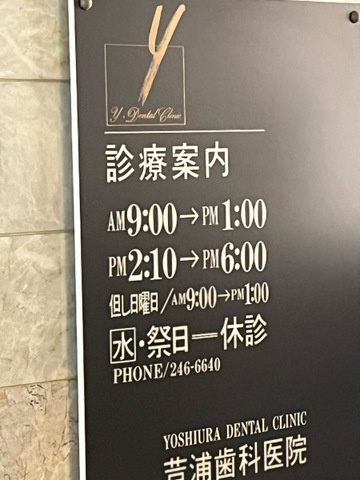 y
Y. Dental Clinic
診療案内
AM9:00→PM1:00
PM2:10→PM6:00
但し日曜日/AM9:00→PM1:00
水・祭日—休診
PHONE/246-6640
YOSHIURA DENTAL CLINIC
芦浦歯科医院